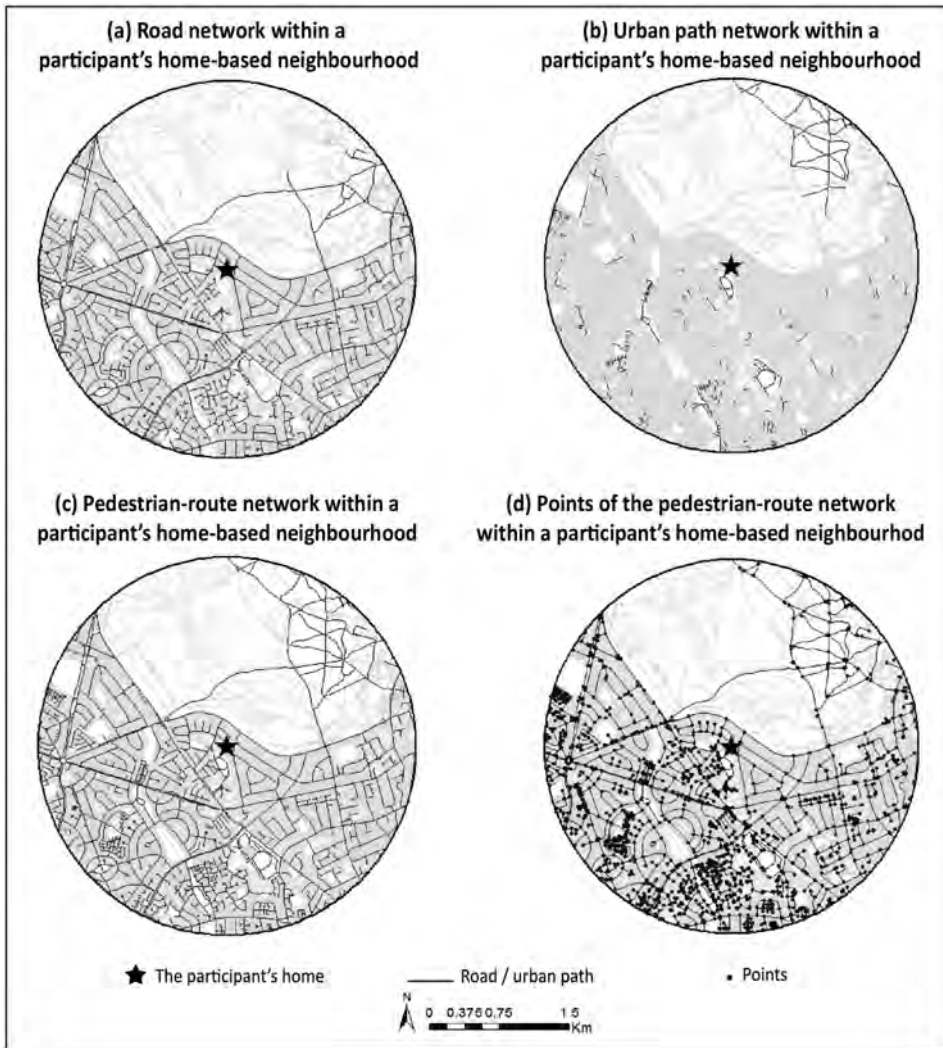 (a) Road network within a
participant's home-based neighbourhood
(b) Urban path network within a
participant's home-based neighbourhood
(c) Pedestrian-route network within a
participant's home-based neighbourhood
(d) Points of the pedestrian-route network
within a participant's home-based neighbourhod
The participant's home
Road / urban path
Points
N
0 0.375 0.75 1.5
Km